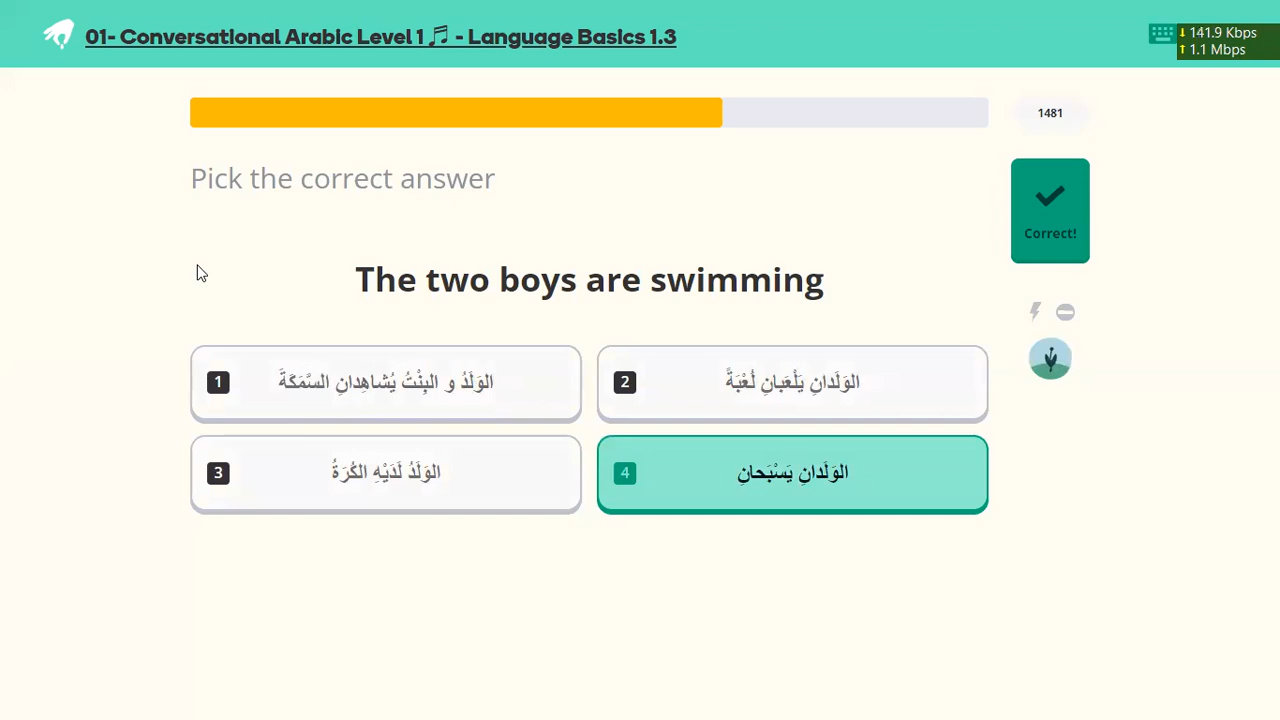 01- Conversational Arabic Level 1🎵 - Language Basics 1.3
↓ 141.9 Kbps
↑ 1.1 Mbps
1481
Pick the correct answer
Correct!
The two boys are swimming
1 الوَلَدُ و البِنْتُ يُشاهِدانِ السَّمَكَةَ
2 الوَلَدانِ يَلْعَبانِ لُعْبَةً
3 الوَلَدُ لَدَيْهِ الكُرَةُ
4 الوَلَدانِ يَسْبَحانِ